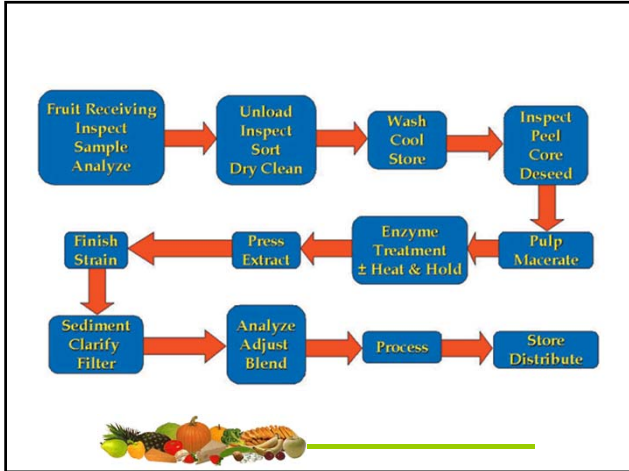 Fruit Receiving
Inspect
Sample
Analyze
Unload
Inspect
Sort
Dry Clean
Wash
Cool
Store
Inspect
Peel
Core
Deseed
Pulp
Macerate
Enzyme
Treatment
± Heat & Hold
Press
Extract
Finish
Strain
Sediment
Clarify
Filter
Analyze
Adjust
Blend
Process
Store
Distribute